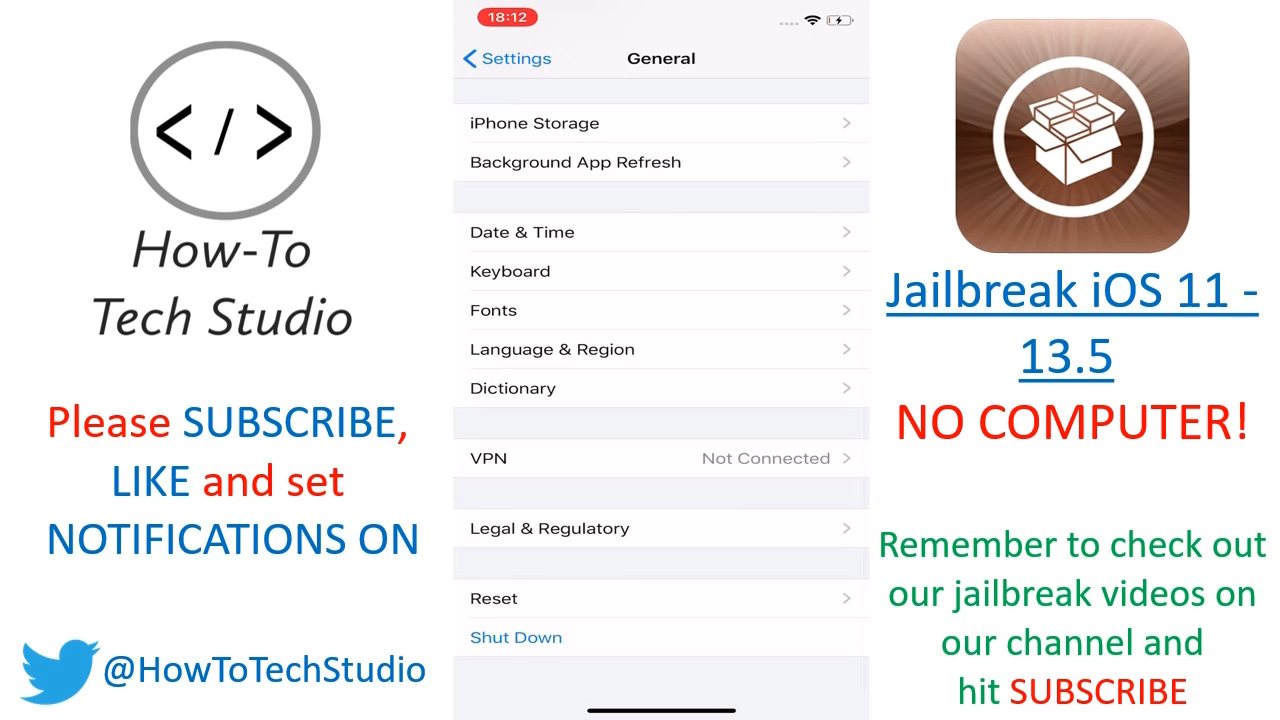 </>
How-To
Tech Studio
Please SUBSCRIBE,
LIKE and set
NOTIFICATIONS ON
@HowToTechStudio
18:12
Settings
General
iPhone Storage
Background App Refresh
Date & Time
Keyboard
Fonts
Language & Region
Dictionary
VPN Not Connected
Legal & Regulatory
Reset
Shut Down
Jailbreak iOS 11 -
13.5
NO COMPUTER!
Remember to check out
our jailbreak videos on
our channel and
hit SUBSCRIBE